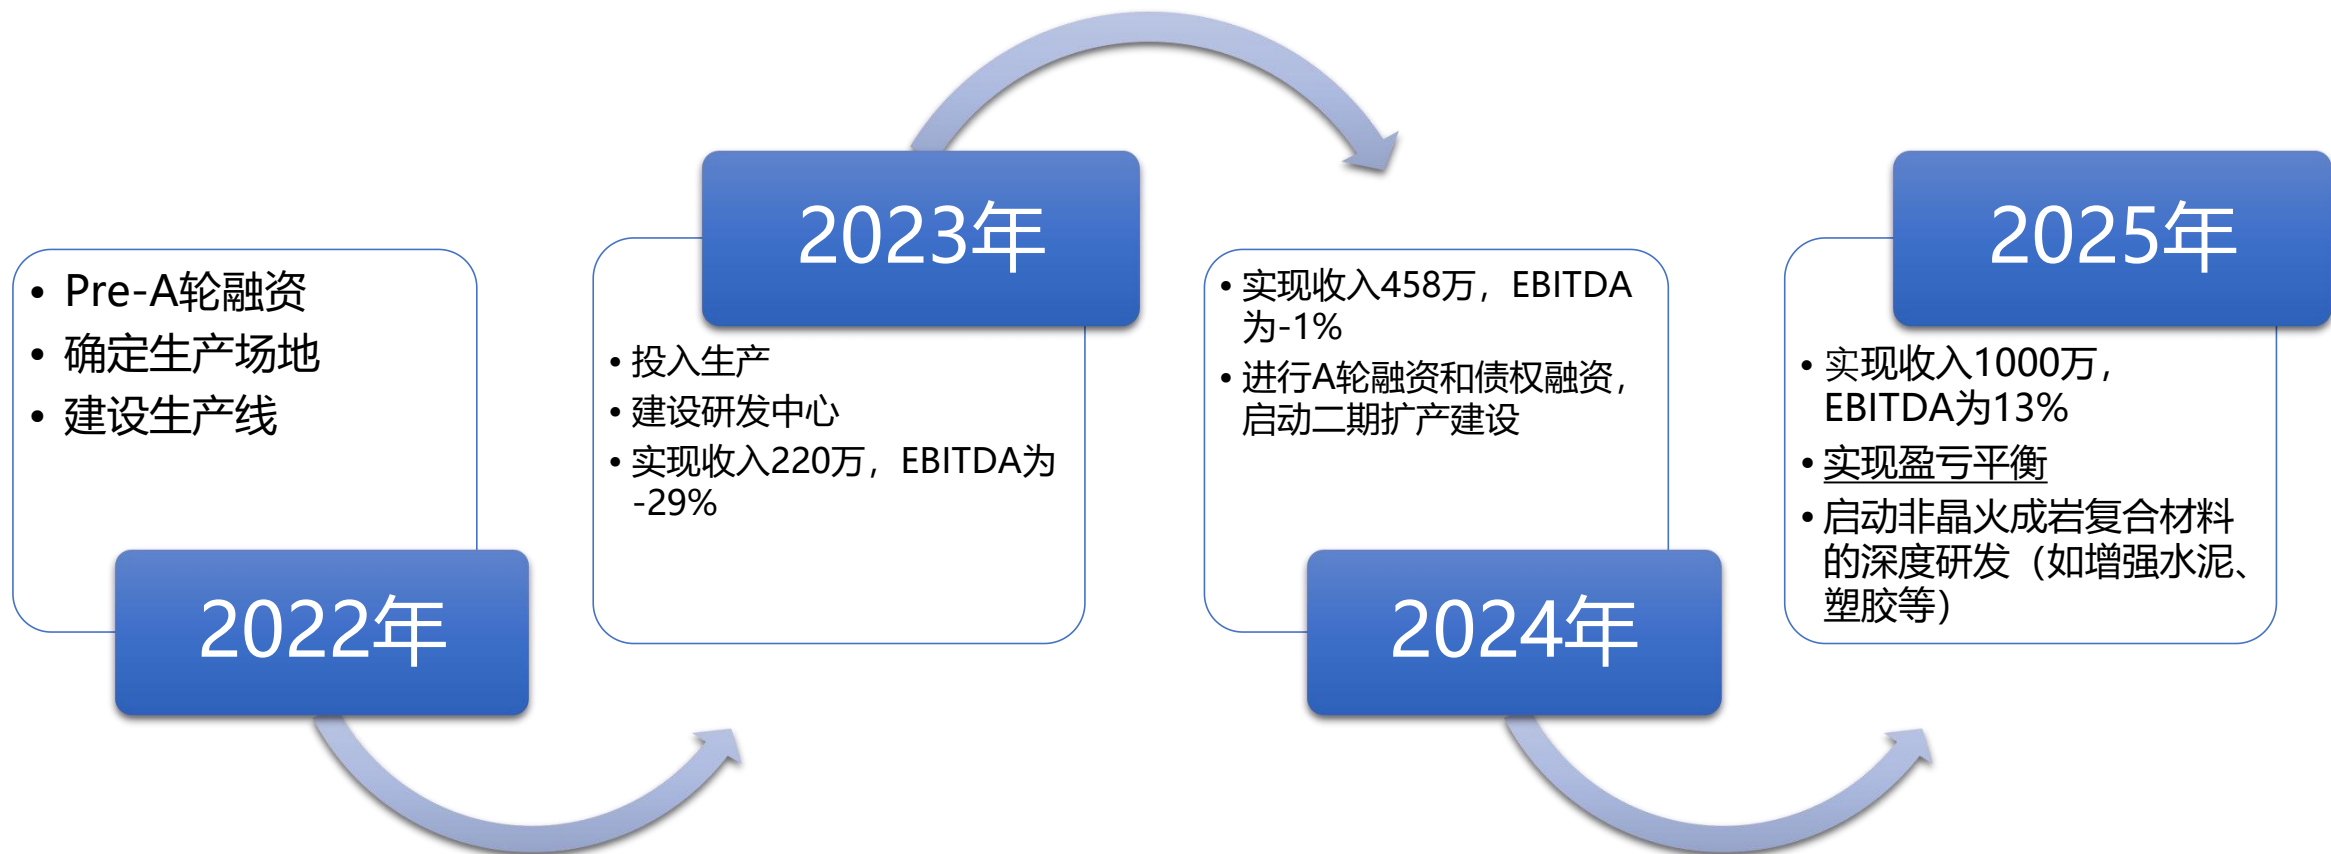 • Pre-A轮融资
• 确定生产场地
• 建设生产线
2022年
2023年
• 投入生产
• 建设研发中心
• 实现收入220万，EBITDA为
-29%
• 实现收入458万，EBITDA
为-1%
• 进行A轮融资和债权融资，
启动二期扩产建设
2024年
2025年
• 实现收入1000万，
EBITDA为13%
• 实现盈亏平衡
• 启动非晶火成岩复合材料
的深度研发（如增强水泥、
塑胶等）